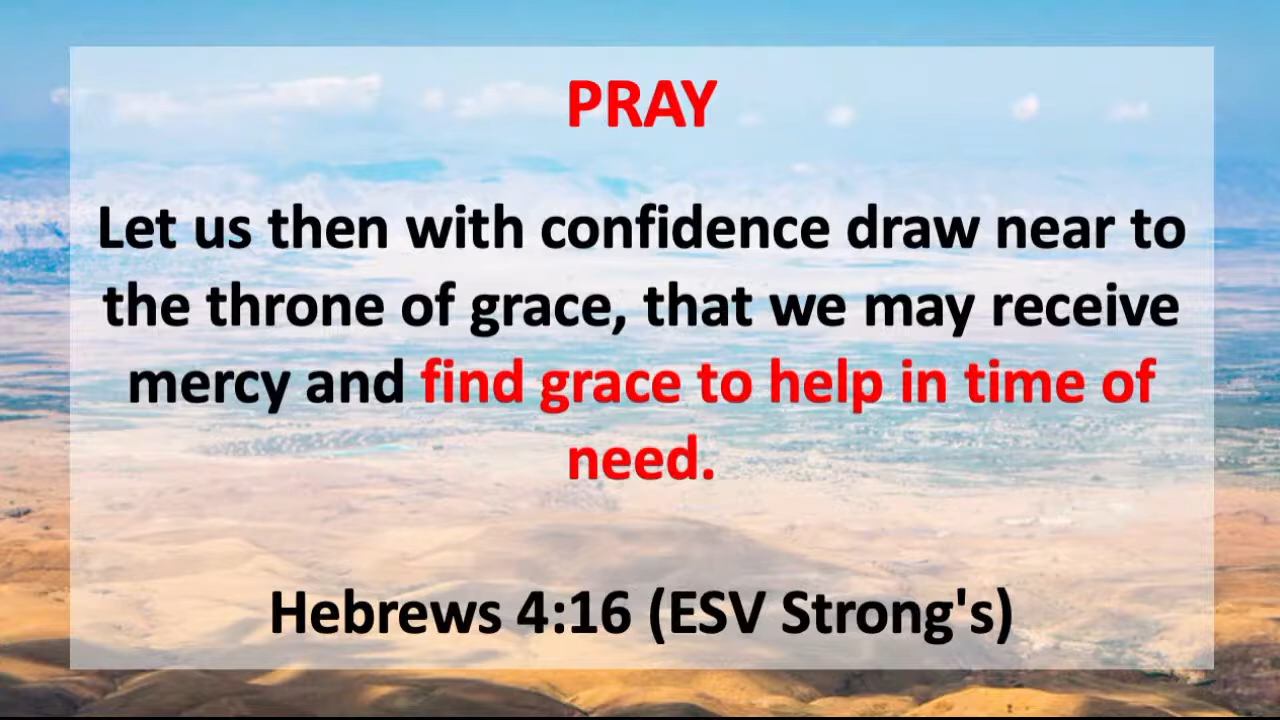 PRAY
Let us then with confidence draw near to
the throne of grace, that we may receive
mercy and find grace to help in time of
need.
Hebrews 4:16 (ESV Strong's)